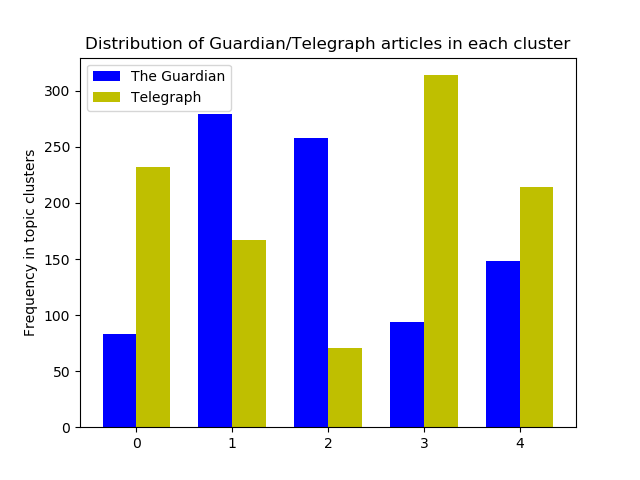 Distribution of Guardian/Telegraph articles in each cluster
The Guardian
Telegraph
Frequency in topic clusters
300
250
200
150
100
50
0
0 1 2 3 4